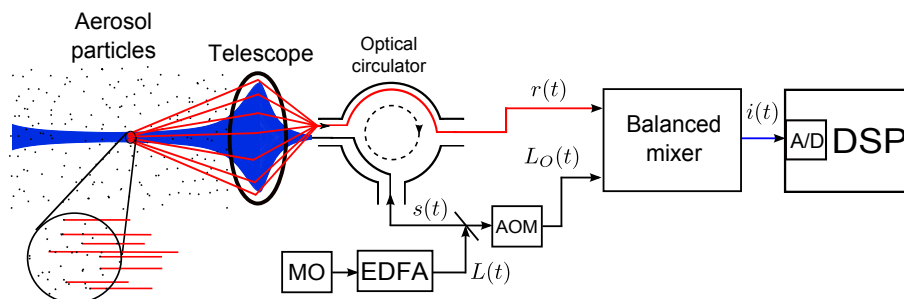 Aerosol
particles
Telescope
Optical
circulator
r(t)
Balanced
mixer
i(t)
A/D
DSP
L_O(t)
s(t)
AOM
MO
EDFA
L(t)